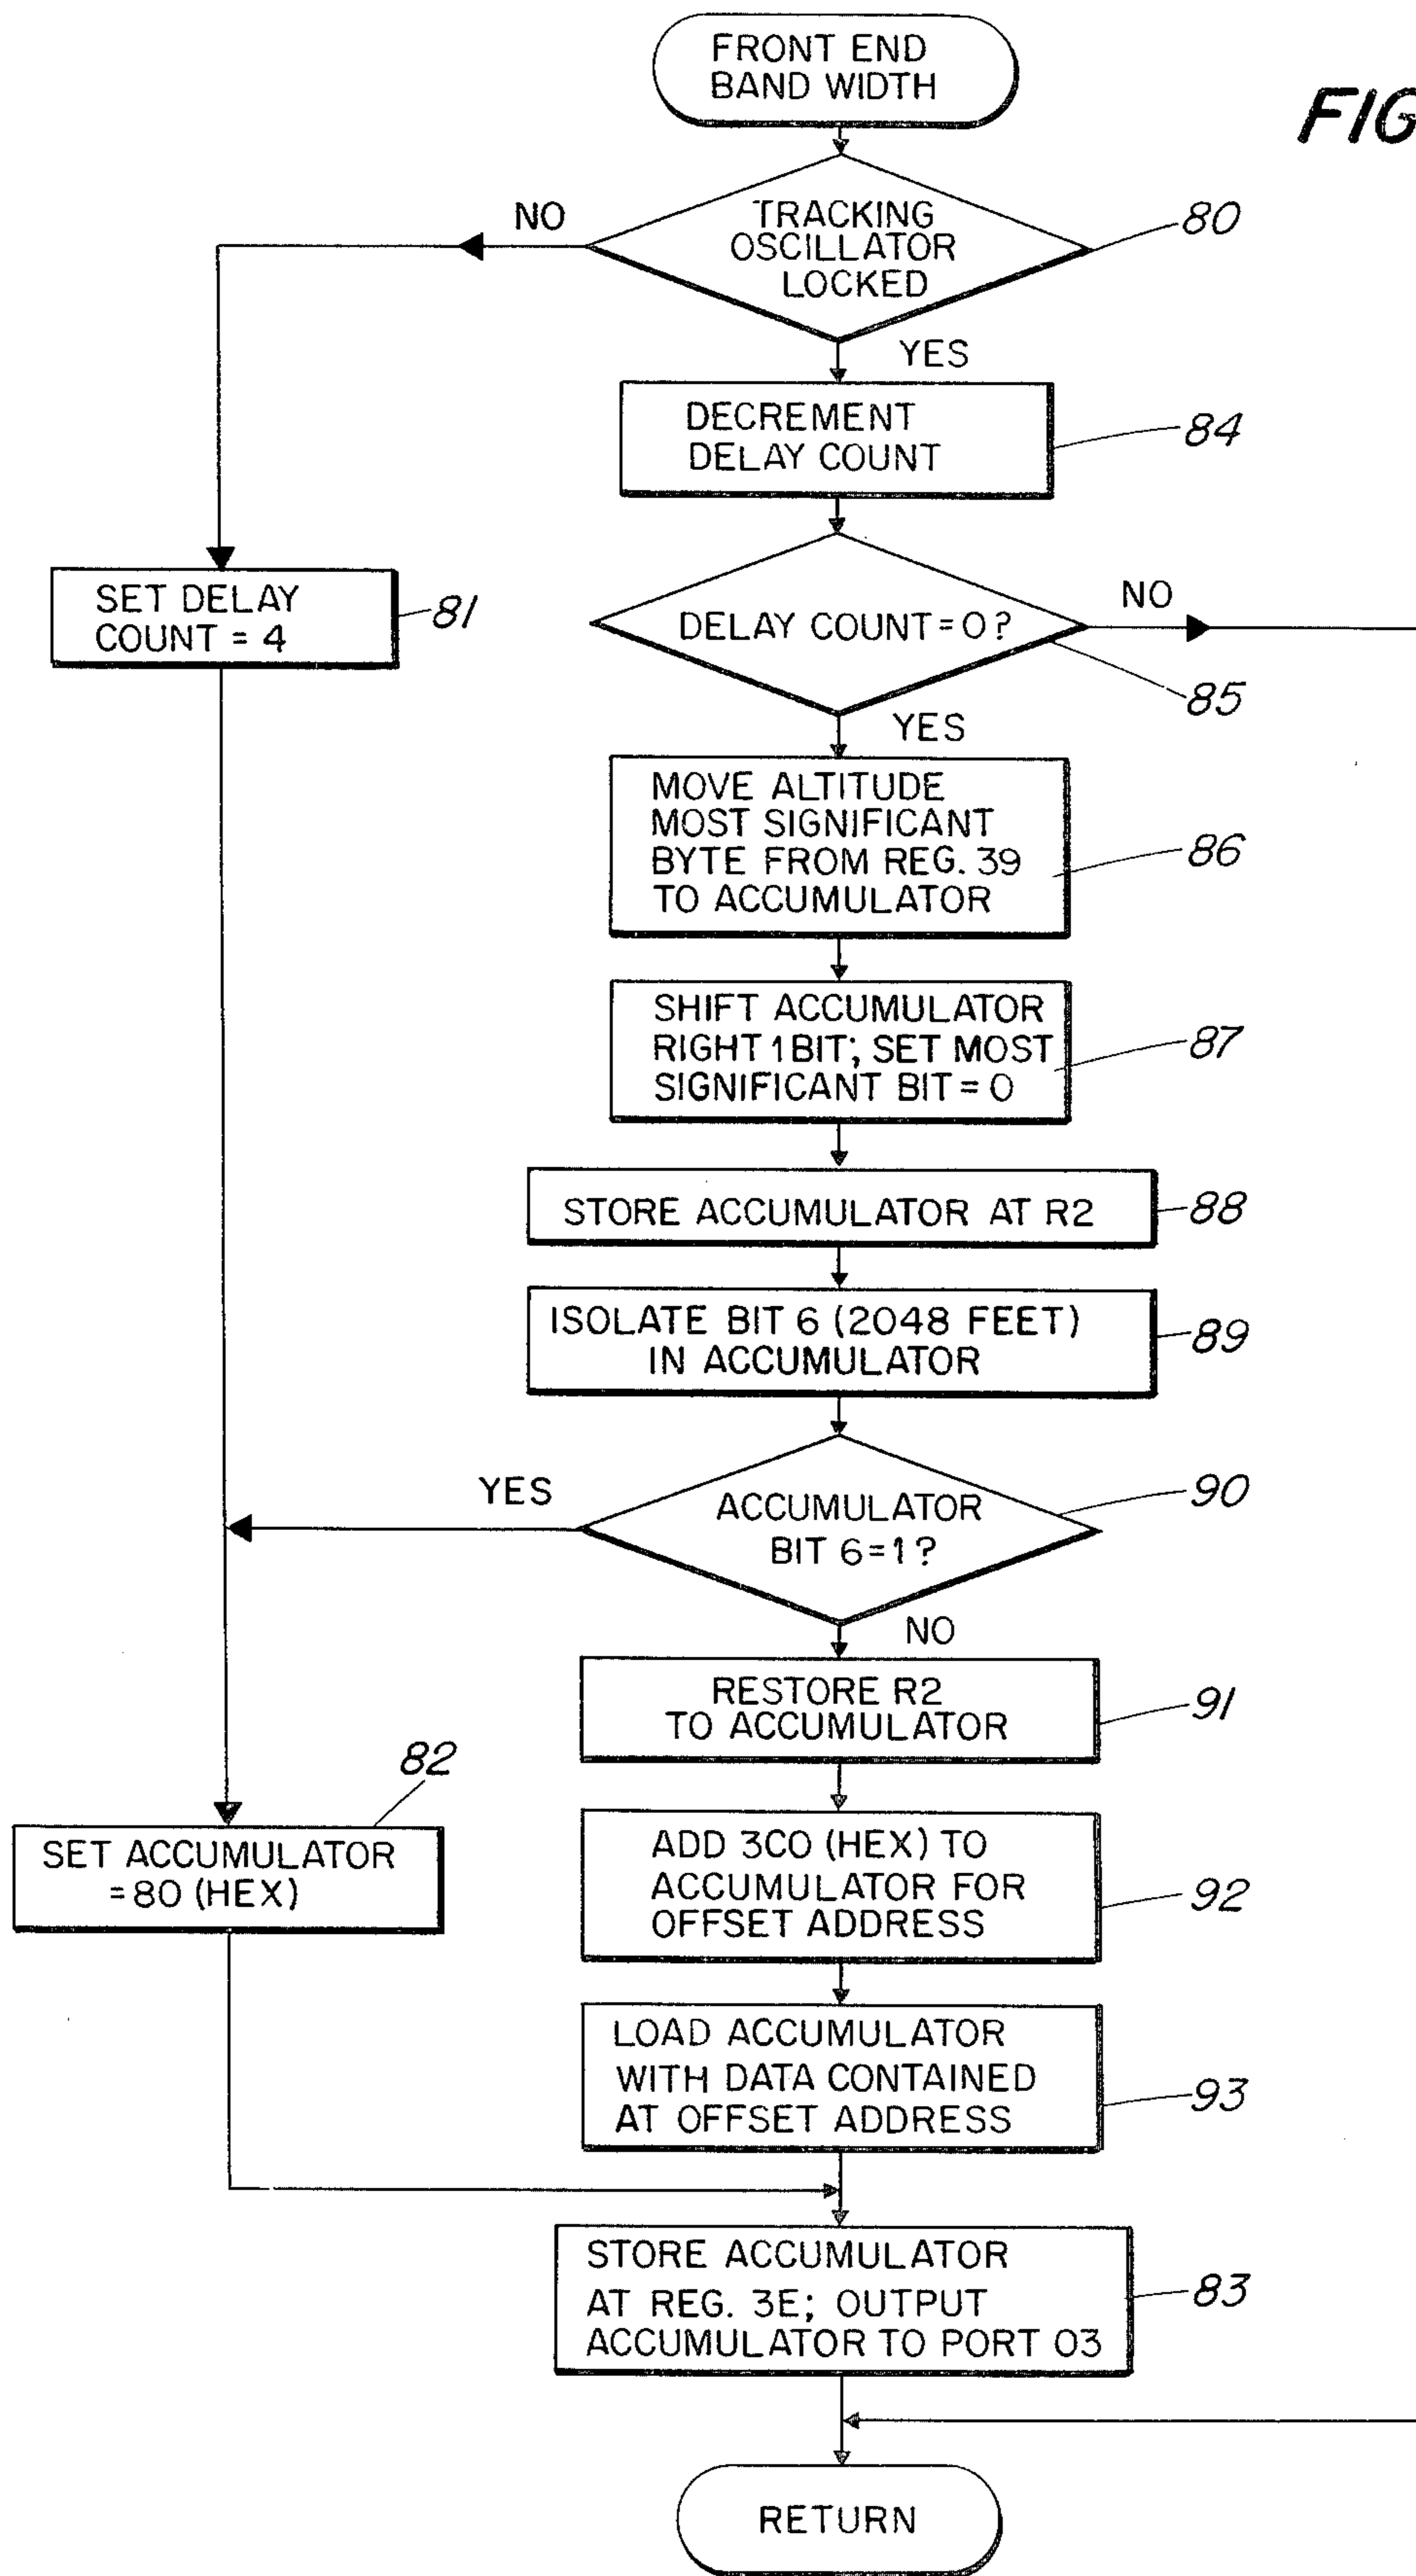 FRONT END
BAND WIDTH
FIG
TRACKING
OSCILLATOR
LOCKED
80
NO
YES
DECREMENT
DELAY COUNT
84
SET DELAY
COUNT = 4
81
DELAY COUNT = 0?
NO
85
YES
MOVE ALTITUDE
MOST SIGNIFICANT
BYTE FROM REG. 39
TO ACCUMULATOR
86
SHIFT ACCUMULATOR
RIGHT 1 BIT; SET MOST
SIGNIFICANT BIT = 0
87
STORE ACCUMULATOR AT R2
88
ISOLATE BIT 6 (2048 FEET)
IN ACCUMULATOR
89
YES
ACCUMULATOR
BIT 6 = 1?
90
NO
RESTORE R2
TO ACCUMULATOR
91
82
SET ACCUMULATOR
= 80 (HEX)
ADD 3C0 (HEX) TO
ACCUMULATOR FOR
OFFSET ADDRESS
92
LOAD ACCUMULATOR
WITH DATA CONTAINED
AT OFFSET ADDRESS
93
STORE ACCUMULATOR
AT REG. 3E; OUTPUT
ACCUMULATOR TO PORT 03
83
RETURN